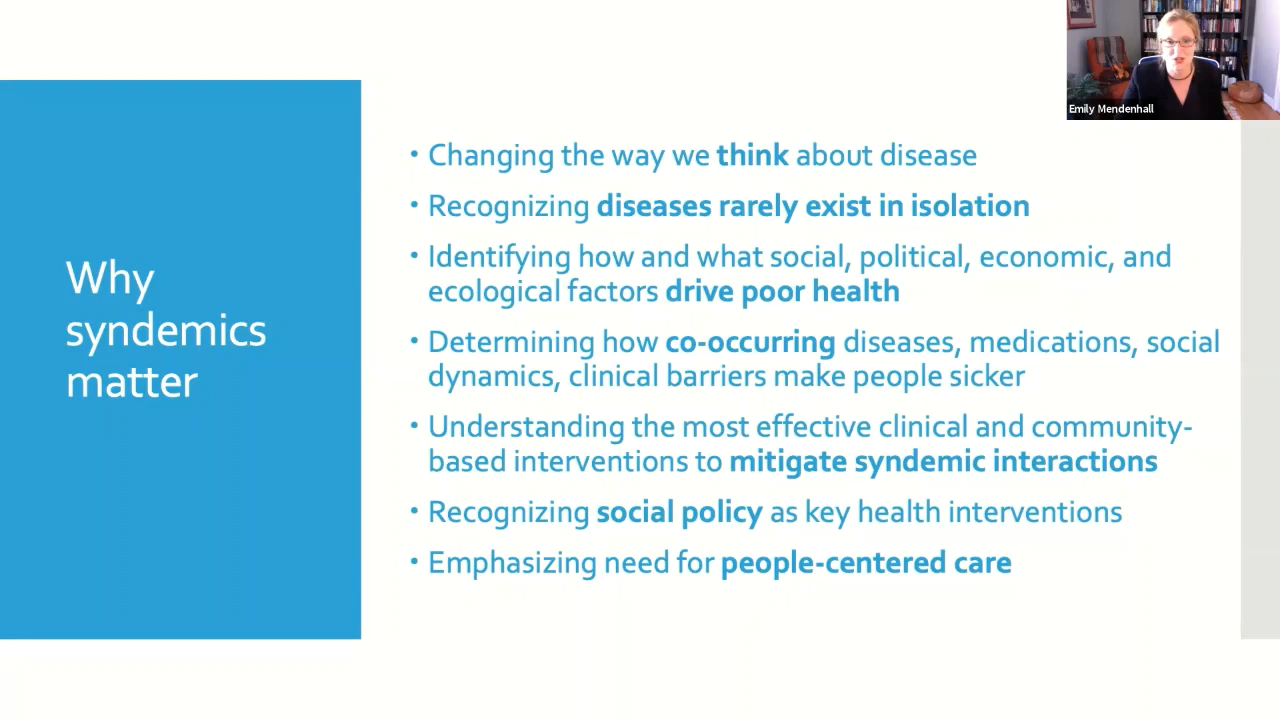 Emily Mendenhall
Why
syndemics
matter
• Changing the way we think about disease
• Recognizing diseases rarely exist in isolation
• Identifying how and what social, political, economic, and
ecological factors drive poor health
• Determining how co-occurring diseases, medications, social
dynamics, clinical barriers make people sicker
• Understanding the most effective clinical and community-
based interventions to mitigate syndemic interactions
• Recognizing social policy as key health interventions
• Emphasizing need for people-centered care